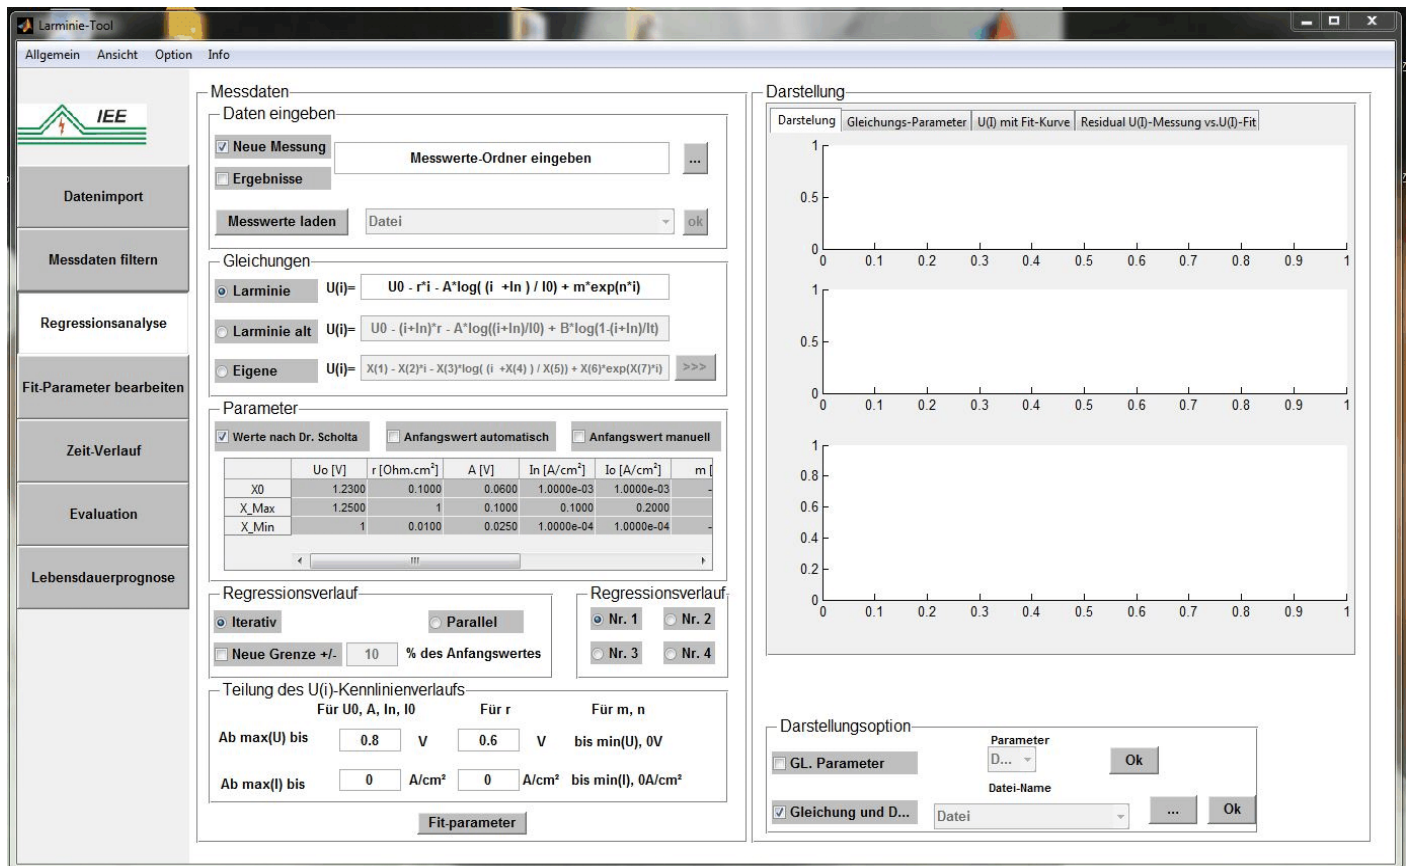 Larminie-Tool
Allgemein Ansicht Option Info
IEE
Datenimport
Messdaten filtern
Regressionsanalyse
Fit-Parameter bearbeiten
Zeit-Verlauf
Evaluation
Lebensdauerprognose
Messdaten
Daten eingeben
Neue Messung
Messwerte-Ordner eingeben
...
Ergebnisse
Messwerte laden
Datei
ok
Gleichungen
Larminie U(i)= U0 - r*i - A*log( (i +In ) / I0) + m*exp(n*i)
Larminie alt U(i)= U0 - (i+In)*r - A*log((i+In)/I0) + B*log(1-(i+In)/It)
Eigene U(i)= X(1) - X(2)*i - X(3)*log( (i +X(4) ) / X(5)) + X(6)*exp(X(7)*i) >>>
Parameter
Werte nach Dr. Scholta Anfangswert automatisch Anfangswert manuell
Uo [V] r [Ohm.cm²] A [V] In [A/cm²] Io [A/cm²] m [
X0 1.2300 0.1000 0.0600 1.0000e-03 1.0000e-03 -
X_Max 1.2500 1 0.1000 0.1000 0.2000
X_Min 1 0.0100 0.0250 1.0000e-04 1.0000e-04 -
Regressionsverlauf
Iterativ Parallel
Neue Grenze +/- 10 % des Anfangswertes
Regressionsverlauf
Nr. 1 Nr. 2
Nr. 3 Nr. 4
Teilung des U(i)-Kennlinienverlaufs
Für U0, A, In, I0 Für r Für m, n
Ab max(U) bis 0.8 V 0.6 V bis min(U), 0V
Ab max(I) bis 0 A/cm² 0 A/cm² bis min(I), 0A/cm²
Fit-parameter
Darstellung
Darstelung Gleichungs-Parameter U(I) mit Fit-Kurve Residual U(I)-Messung vs.U(I)-Fit
1
0.5
0
0 0.1 0.2 0.3 0.4 0.5 0.6 0.7 0.8 0.9 1
1
0.5
0
0 0.1 0.2 0.3 0.4 0.5 0.6 0.7 0.8 0.9 1
1
0.8
0.6
0.4
0.2
0
0 0.1 0.2 0.3 0.4 0.5 0.6 0.7 0.8 0.9 1
Darstellungsoption
Parameter
GL. Parameter D... Ok
Datei-Name
Gleichung und D... Datei ... Ok